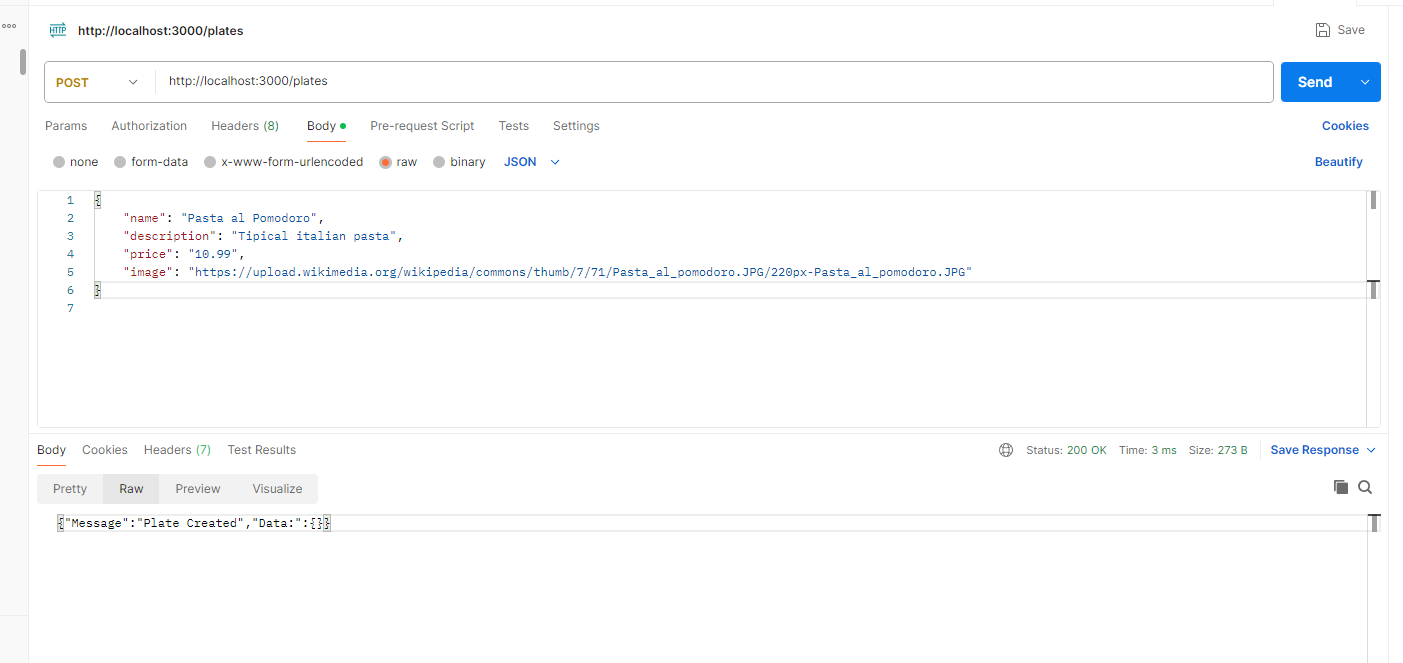 HTTP http://localhost:3000/plates Save
POST http://localhost:3000/plates Send
Params Authorization Headers (8) Body Pre-request Script Tests Settings Cookies
none form-data x-www-form-urlencoded raw binary JSON Beautify
1 {
2 "name": "Pasta al Pomodoro",
3 "description": "Tipical italian pasta",
4 "price": "10.99",
5 "image": "https://upload.wikimedia.org/wikipedia/commons/thumb/7/71/Pasta_al_pomodoro.JPG/220px-Pasta_al_pomodoro.JPG"
6 }
7
Body Cookies Headers (7) Test Results Status: 200 OK Time: 3 ms Size: 273 B Save Response
Pretty Raw Preview Visualize
{"Message":"Plate Created","Data:":{}}